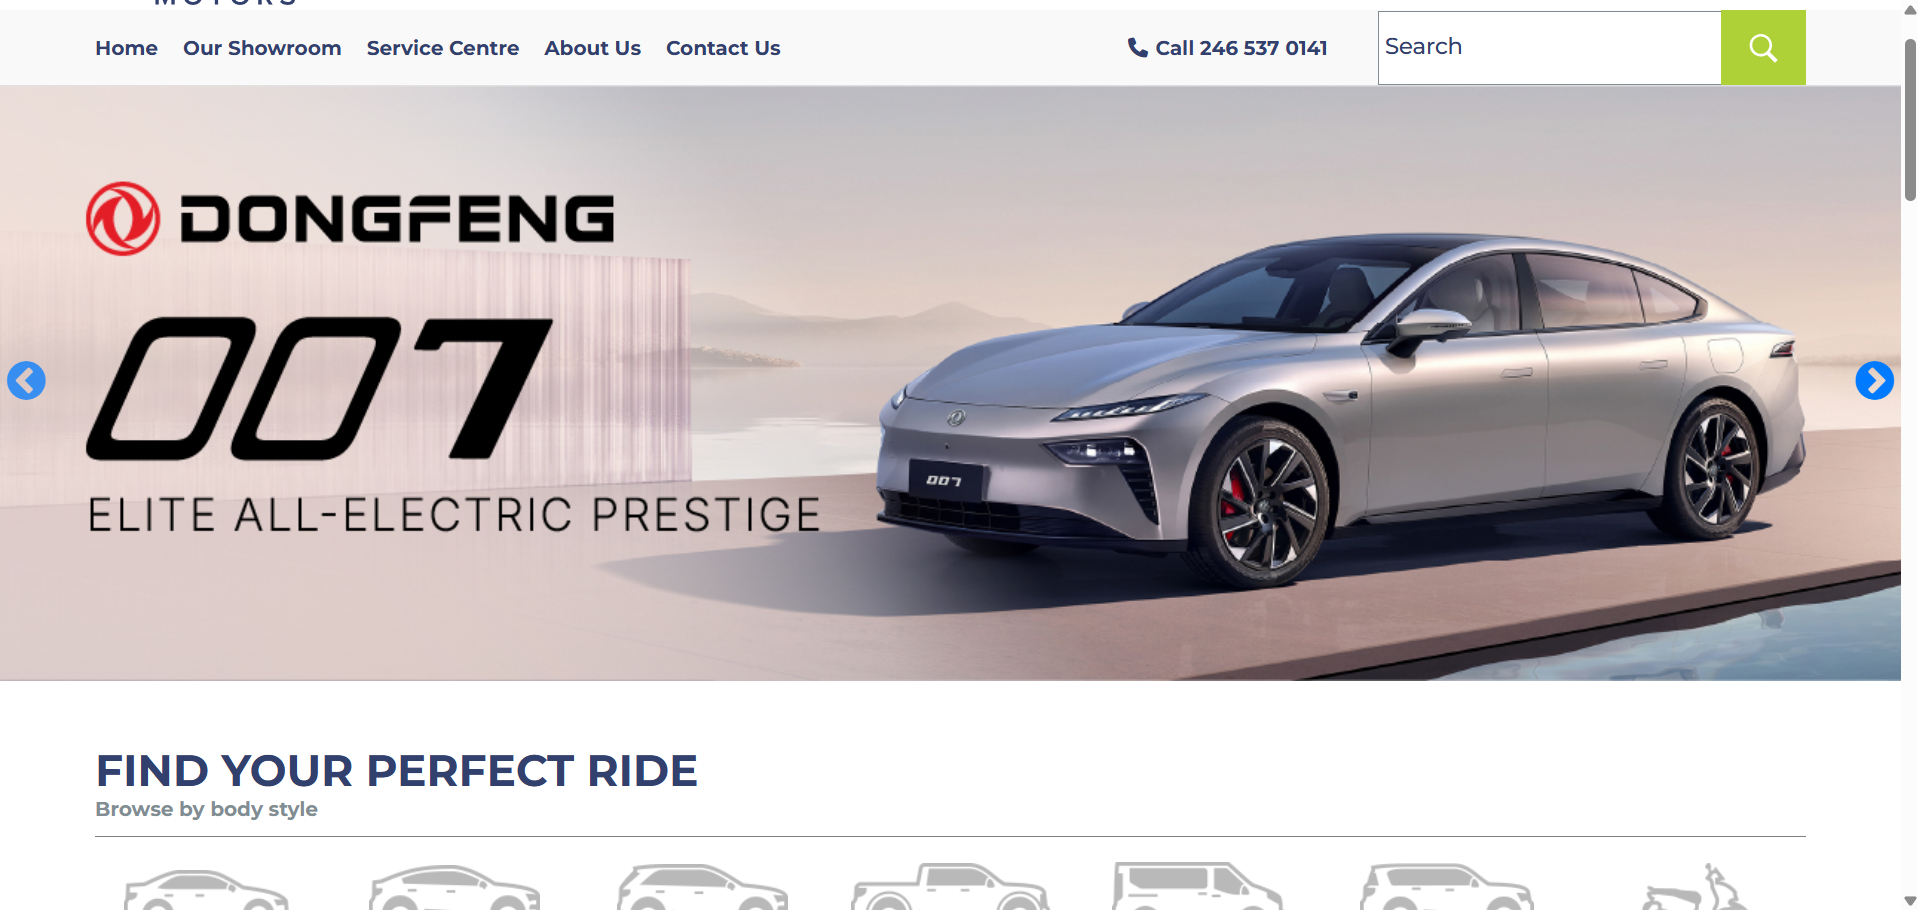 MOTORS
Home Our Showroom Service Centre About Us Contact Us Call 246 537 0141 Search
DONGFENG
007
ELITE ALL-ELECTRIC PRESTIGE
007
FIND YOUR PERFECT RIDE
Browse by body style